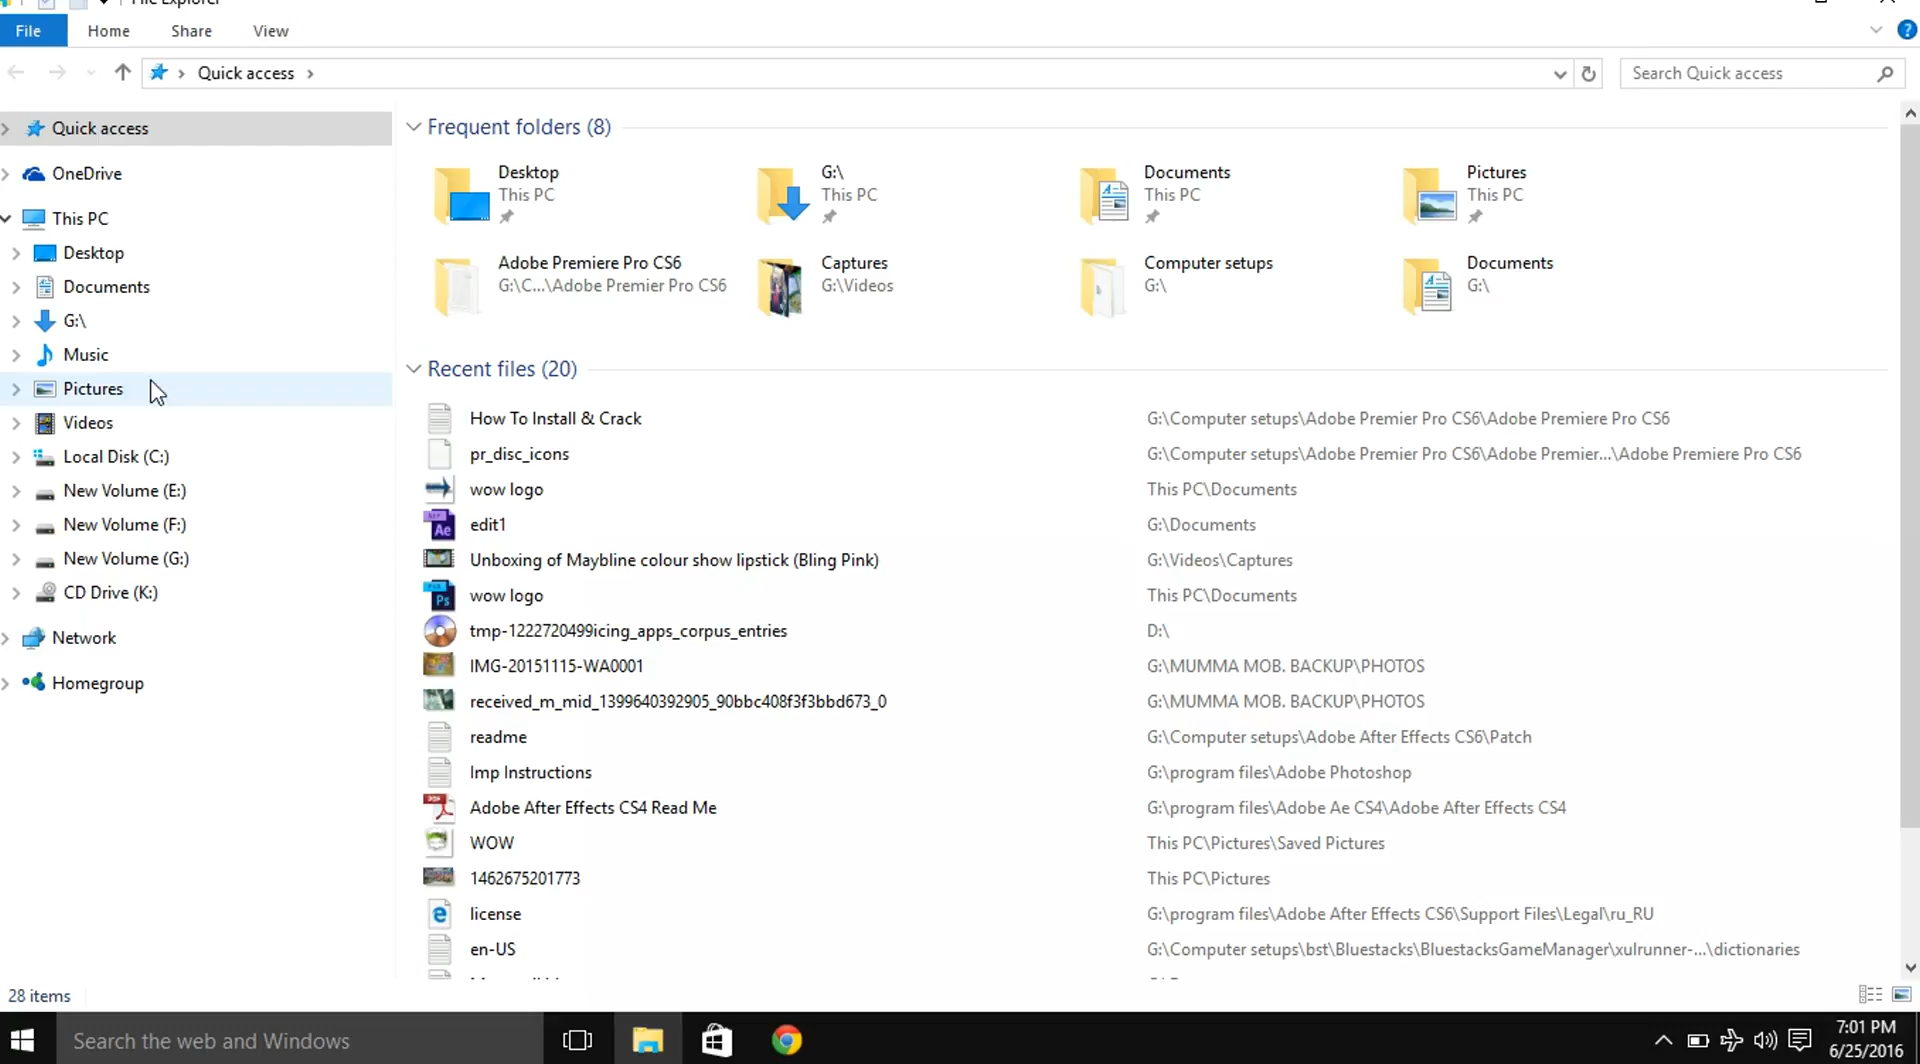 File Explorer
File Home Share View
Quick access
Search Quick access
Quick access
OneDrive
This PC
Desktop
Documents
G:\
Music
Pictures
Videos
Local Disk (C:)
New Volume (E:)
New Volume (F:)
New Volume (G:)
CD Drive (K:)
Network
Homegroup
Frequent folders (8)
Desktop
This PC
G:\
This PC
Documents
This PC
Pictures
This PC
Adobe Premiere Pro CS6
G:\C...\Adobe Premier Pro CS6
Captures
G:\Videos
Computer setups
G:\
Documents
G:\
Recent files (20)
How To Install & Crack G:\Computer setups\Adobe Premier Pro CS6\Adobe Premiere Pro CS6
pr_disc_icons G:\Computer setups\Adobe Premier Pro CS6\Adobe Premier...\Adobe Premiere Pro CS6
wow logo This PC\Documents
edit1 G:\Documents
Unboxing of Maybline colour show lipstick (Bling Pink) G:\Videos\Captures
wow logo This PC\Documents
tmp-1222720499icing_apps_corpus_entries D:\
IMG-20151115-WA0001 G:\MUMMA MOB. BACKUP\PHOTOS
received_m_mid_1399640392905_90bbc408f3f3bbd673_0 G:\MUMMA MOB. BACKUP\PHOTOS
readme G:\Computer setups\Adobe After Effects CS6\Patch
Imp Instructions G:\program files\Adobe Photoshop
Adobe After Effects CS4 Read Me G:\program files\Adobe Ae CS4\Adobe After Effects CS4
WOW This PC\Pictures\Saved Pictures
1462675201773 This PC\Pictures
license G:\program files\Adobe After Effects CS6\Support Files\Legal\ru_RU
en-US G:\Computer setups\bst\Bluestacks\BluestacksGameManager\xulrunner-...\dictionaries
28 items
Search the web and Windows
7:01 PM
6/25/2016